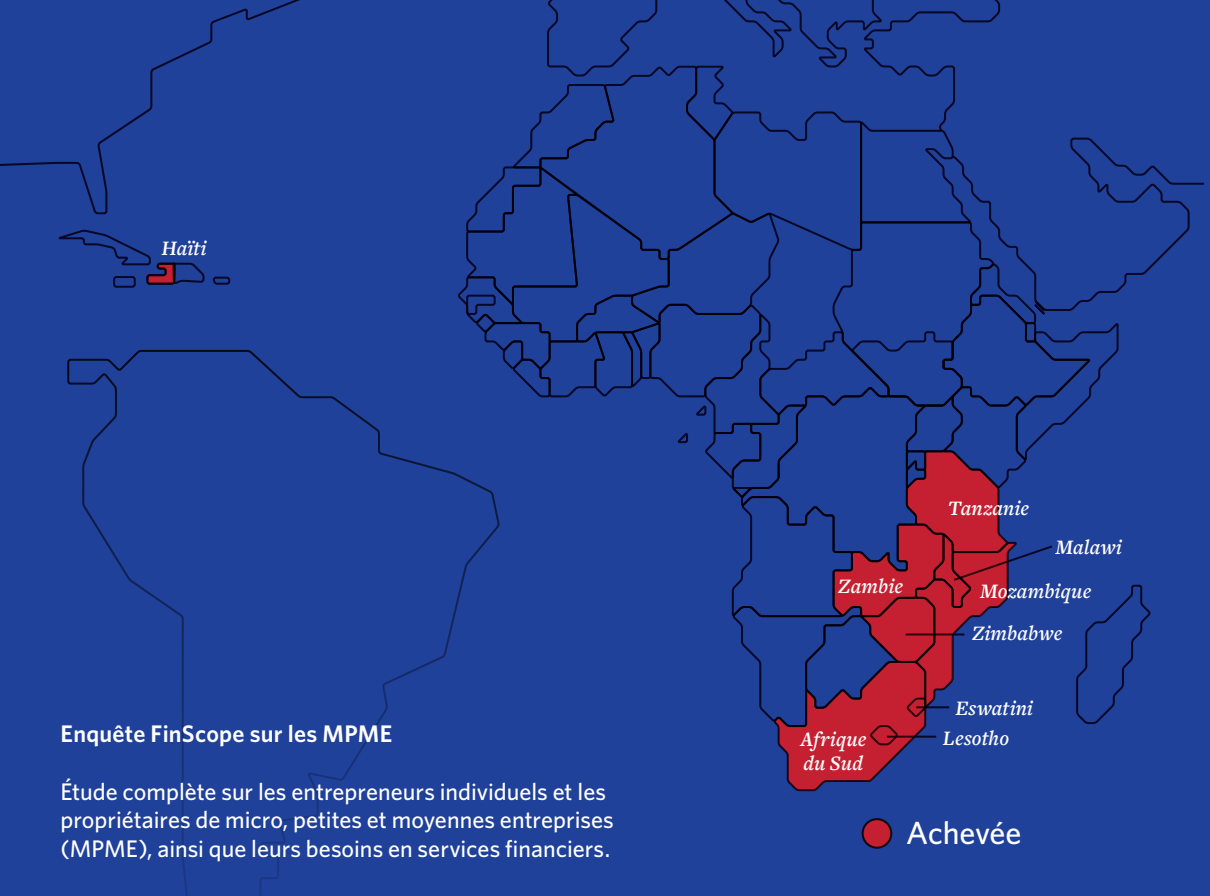 Haïti
Tanzanie
Malawi
Zambie
Mozambique
Zimbabwe
Eswatini
Afrique
du Sud
Lesotho
Enquête FinScope sur les MPME
Étude complète sur les entrepreneurs individuels et les
propriétaires de micro, petites et moyennes entreprises
(MPME), ainsi que leurs besoins en services financiers.
Achevée